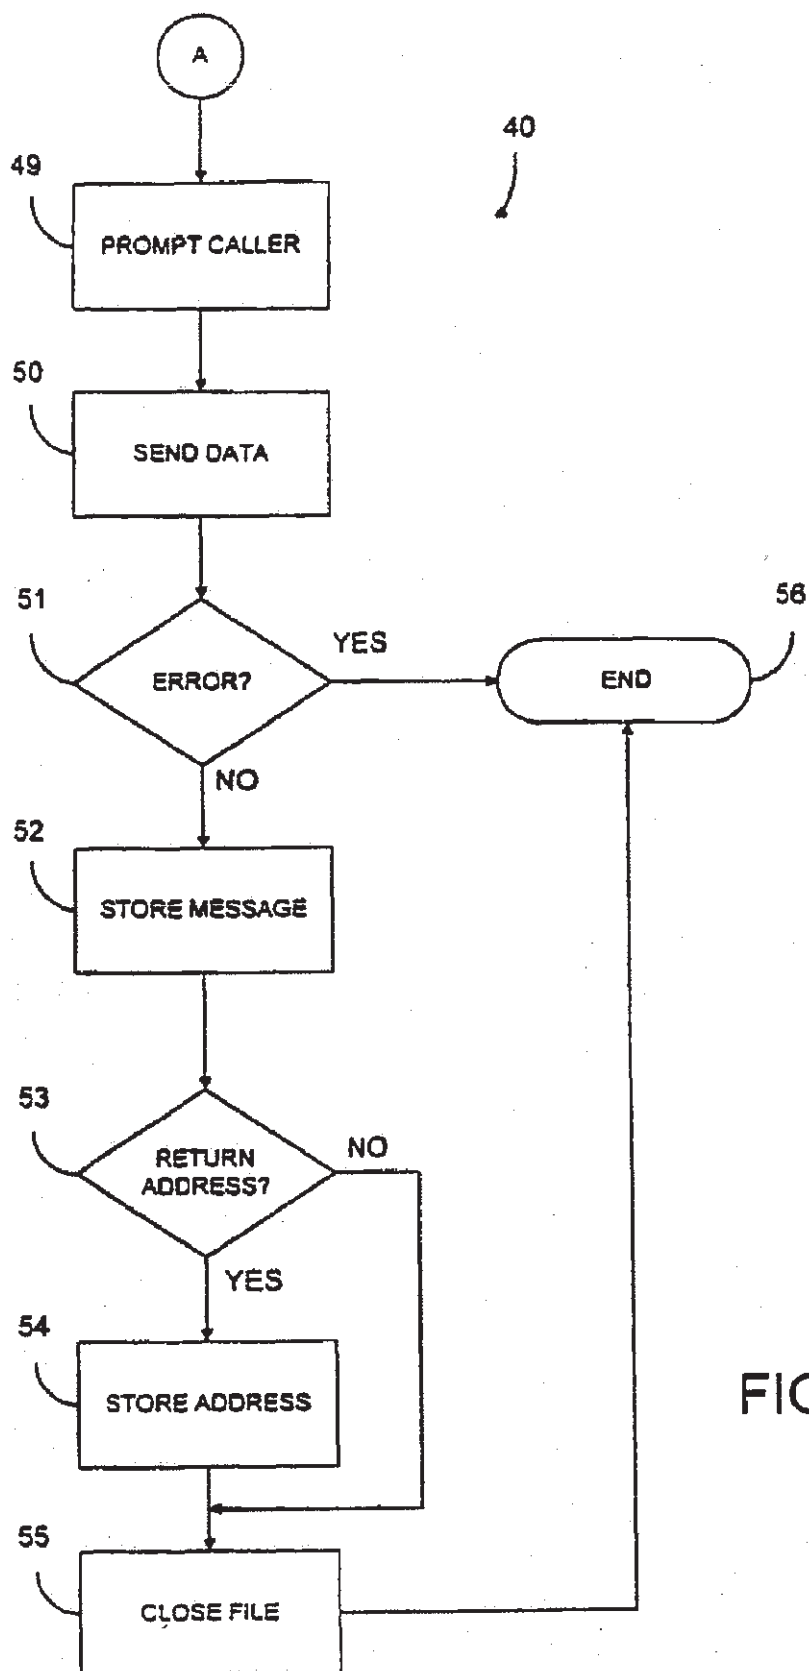 A
40
49
PROMPT CALLER
50
SEND DATA
51
ERROR?
YES
END
56
NO
52
STORE MESSAGE
53
RETURN
ADDRESS?
NO
YES
54
STORE ADDRESS
FIG
55
CLOSE FILE